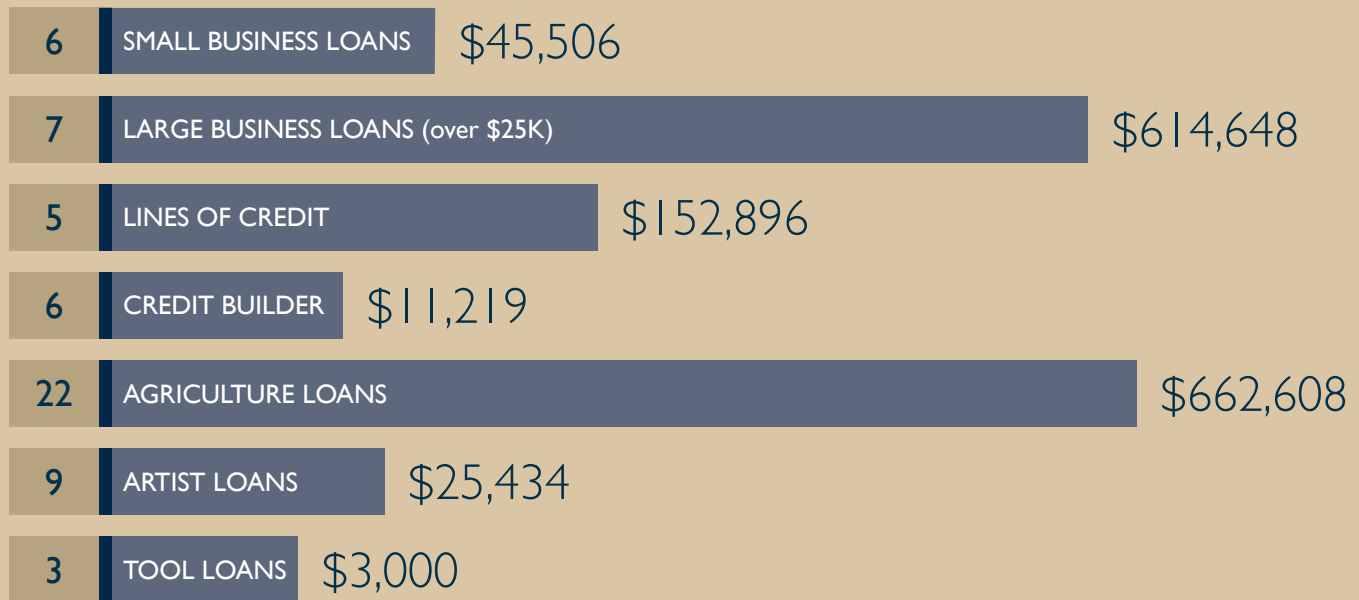 6 SMALL BUSINESS LOANS $45,506
7 LARGE BUSINESS LOANS (over $25K) $614,648
5 LINES OF CREDIT $152,896
6 CREDIT BUILDER $11,219
22 AGRICULTURE LOANS $662,608
9 ARTIST LOANS $25,434
3 TOOL LOANS $3,000